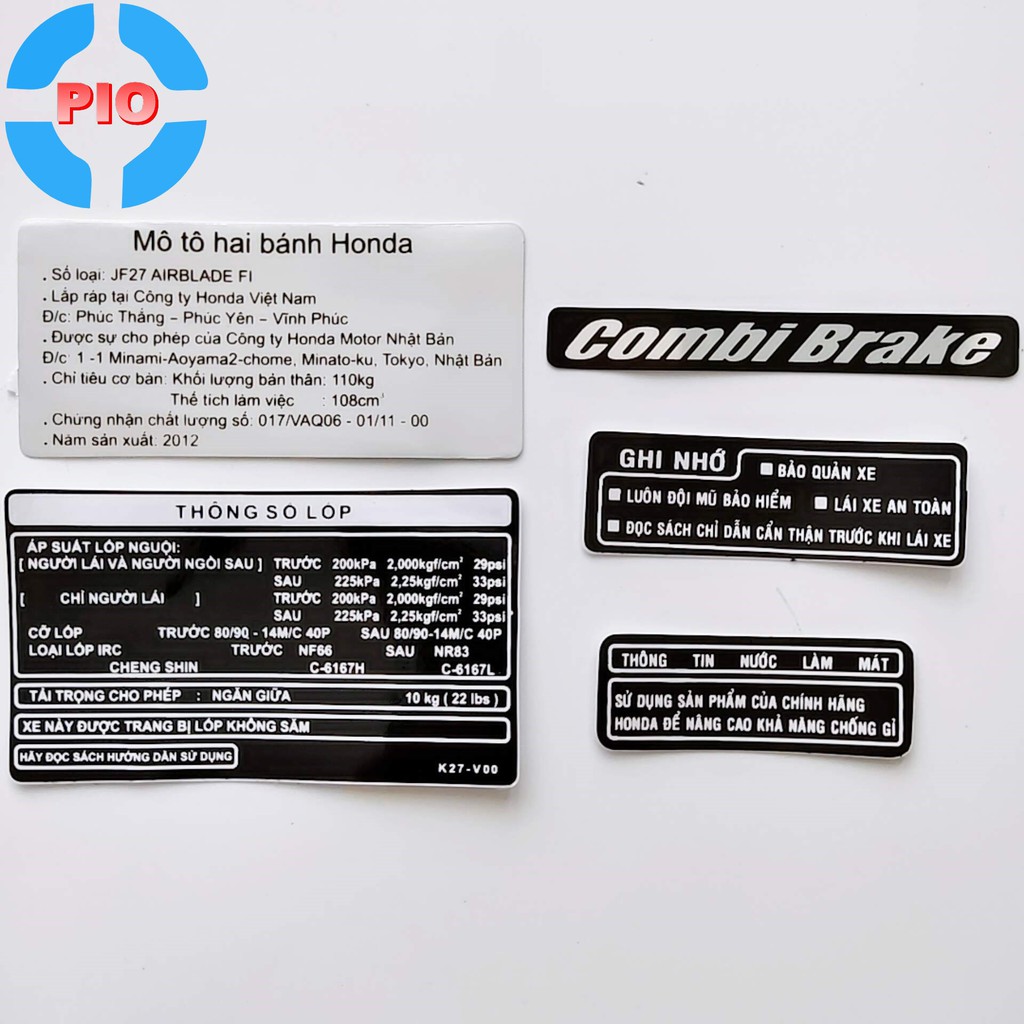 PIO
Mô tô hai bánh Honda
. Số loại: JF27 AIRBLADE FI
. Lắp ráp tại Công ty Honda Việt Nam
Đ/c: Phúc Thắng – Phúc Yên – Vĩnh Phúc
. Được sự cho phép của Công ty Honda Motor Nhật Bản
Đ/c: 1 -1 Minami-Aoyama2-chome, Minato-ku, Tokyo, Nhật Bản
. Chỉ tiêu cơ bản: Khối lượng bản thân: 110kg
Thể tích làm việc : 108cm³
. Chứng nhận chất lượng số: 017/VAQ06 - 01/11 - 00
. Năm sản xuất: 2012
THÔNG SỐ LỐP
ÁP SUẤT LỐP NGUỘI:
[ NGƯỜI LÁI VÀ NGƯỜI NGỒI SAU ] TRƯỚC 200kPa 2,000kgf/cm² 29psi
SAU 225kPa 2,25kgf/cm² 33psi
[ CHỈ NGƯỜI LÁI ] TRƯỚC 200kPa 2,000kgf/cm² 29psi
SAU 225kPa 2,25kgf/cm² 33psi
CỠ LỐP TRƯỚC 80/90 - 14M/C 40P SAU 80/90-14M/C 40P
LOẠI LỐP IRC TRƯỚC NF66 SAU NR83
CHENG SHIN C-6167H C-6167L
TẢI TRỌNG CHO PHÉP : NGĂN GIỮA 10 kg ( 22 lbs )
XE NÀY ĐƯỢC TRANG BỊ LỐP KHÔNG SĂM
HÃY ĐỌC SÁCH HƯỚNG DẪN SỬ DỤNG
K27-V00
Combi Brake
GHI NHỚ
■ BẢO QUẢN XE
■ LUÔN ĐỘI MŨ BẢO HIỂM ■ LÁI XE AN TOÀN
■ ĐỌC SÁCH CHỈ DẪN CẨN THẬN TRƯỚC KHI LÁI XE
THÔNG TIN NƯỚC LÀM MÁT
SỬ DỤNG SẢN PHẨM CỦA CHÍNH HÃNG
HONDA ĐỂ NÂNG CAO KHẢ NĂNG CHỐNG GỈ